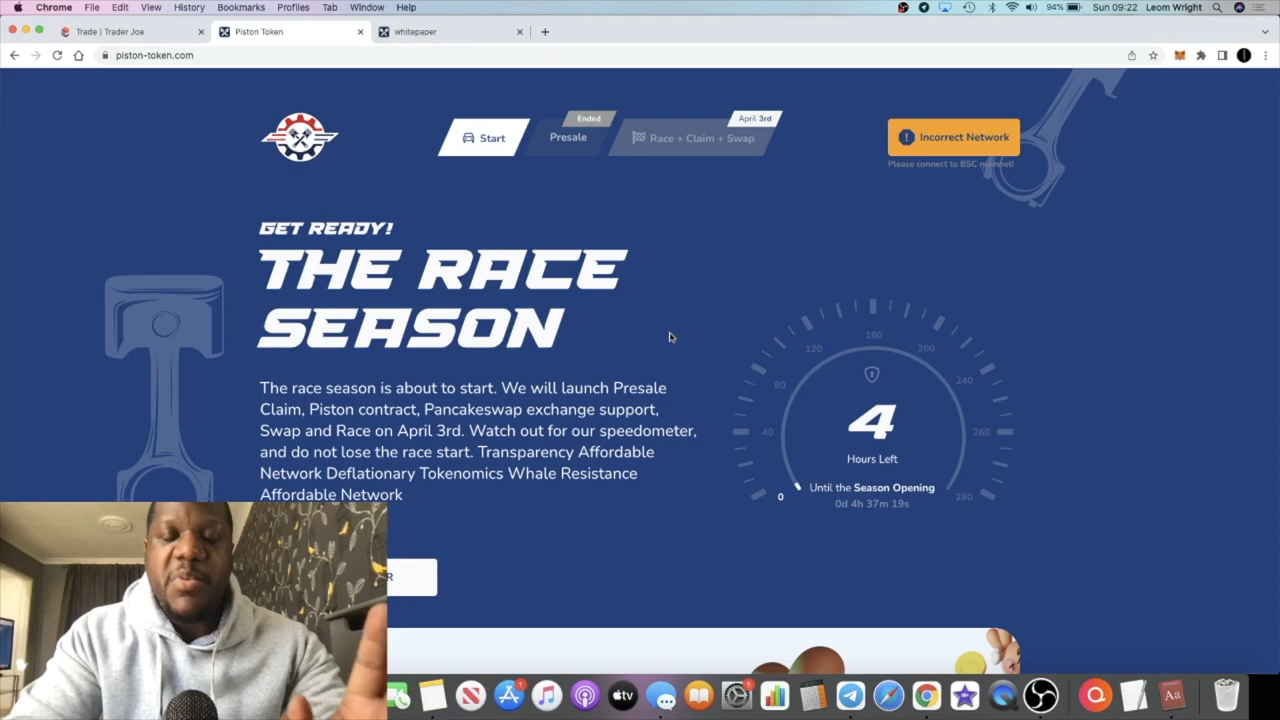 Chrome File Edit View History Bookmarks Profiles Tab Window Help
94% Sun 09:22 Leom Wright
Trade | Trader Joe
Piston Token
whitepaper
piston-token.com
Start
Ended
Presale
April 3rd
Race + Claim + Swap
Incorrect Network
Please connect to BSC mainnet!
GET READY!
THE RACE
SEASON
The race season is about to start. We will launch Presale
Claim, Piston contract, Pancakeswap exchange support,
Swap and Race on April 3rd. Watch out for our speedometer,
and do not lose the race start. Transparency Affordable
Network Deflationary Tokenomics Whale Resistance
Affordable Network
0 40 80 120 160 200 240 260 280
4
Hours Left
Until the Season Opening
0d 4h 37m 19s
R
tv
Aa